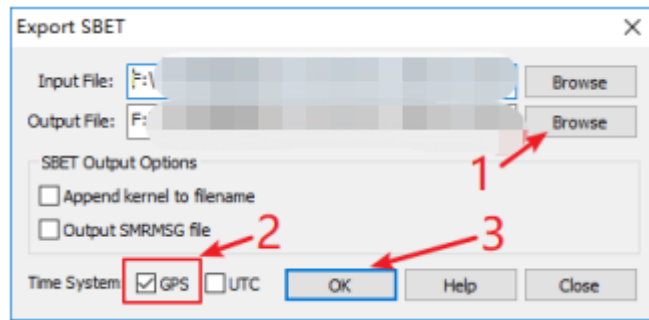 Export SBET
Input File: F:\ Browse
Output File: F: Browse
1
SBET Output Options
Append kernel to filename
Output SMRMSG file
2
3
Time System GPS UTC OK Help Close